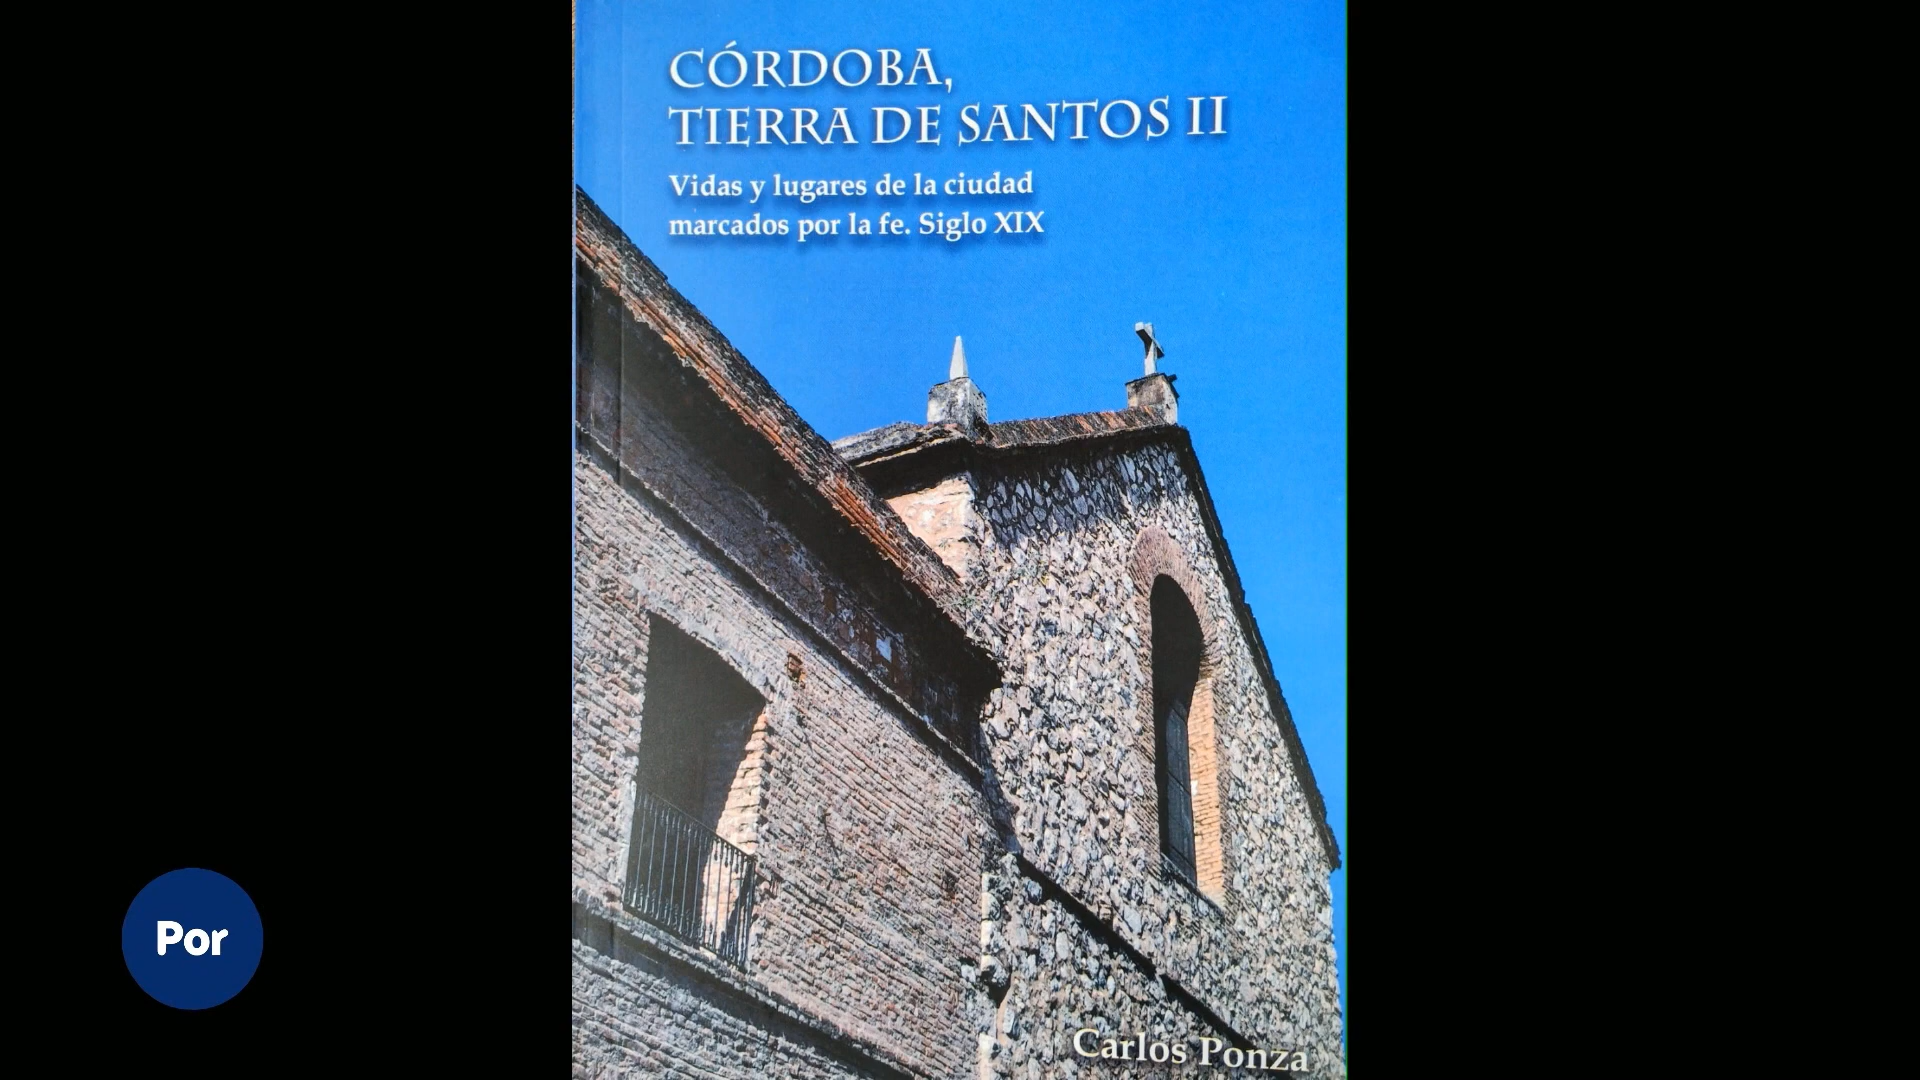 CÓRDOBA,
TIERRA DE SANTOS II
Vidas y lugares de la ciudad
marcados por la fe. Siglo XIX
Carlos Ponza
Por